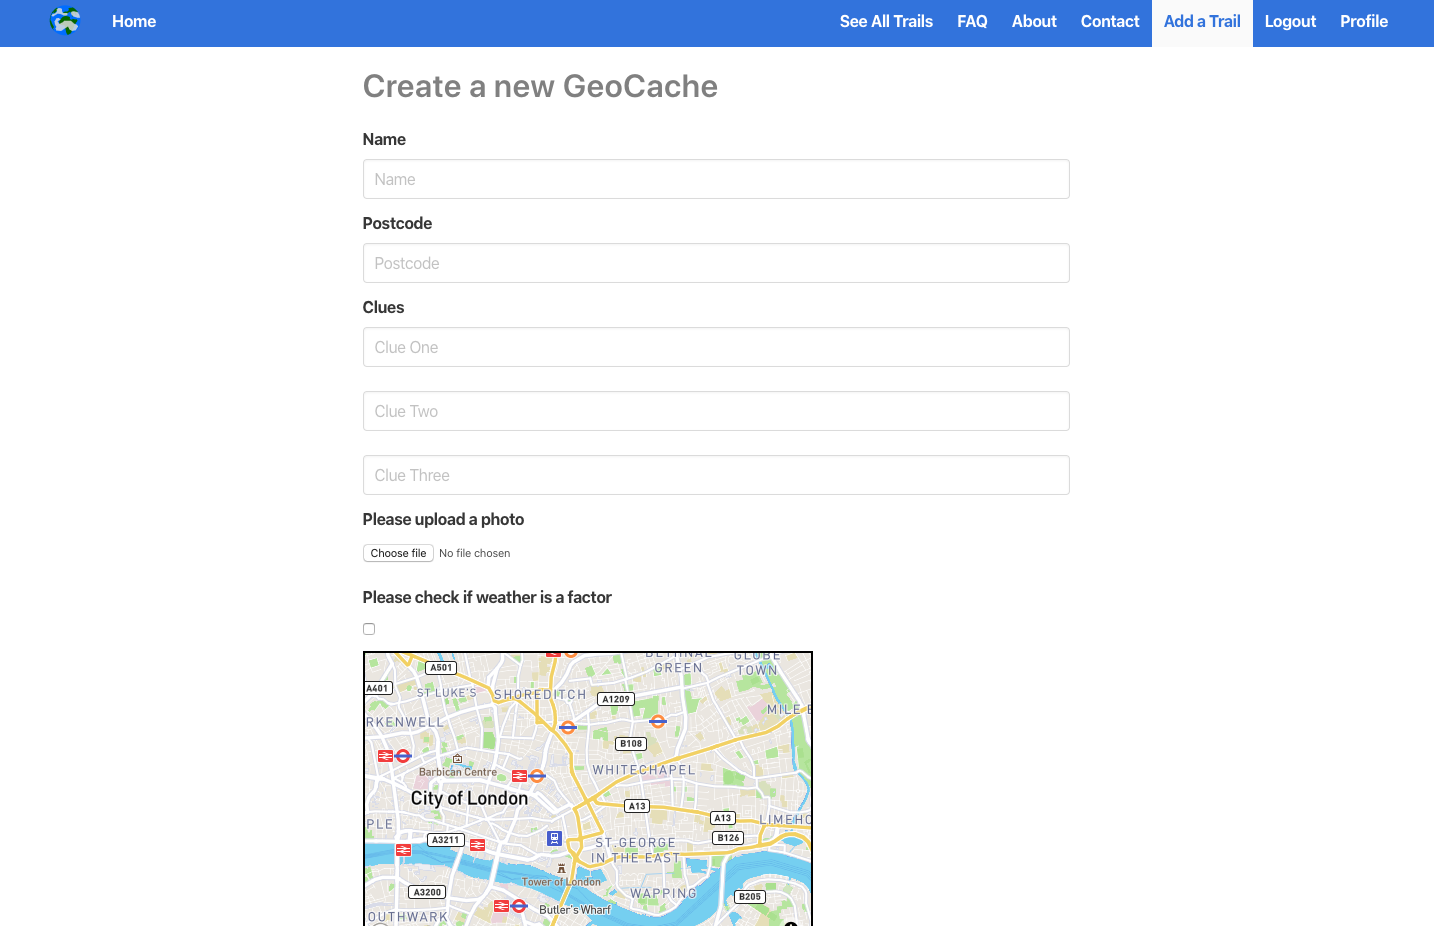 Home
See All Trails
FAQ
About
Contact
Add a Trail
Logout
Profile
Create a new GeoCache
Name
Name
Postcode
Postcode
Clues
Clue One
Clue Two
Clue Three
Please upload a photo
Choose file
No file chosen
Please check if weather is a factor
BETHNAL
GREEN
GLOBE
TOWN
A501
A401
ST LUKE'S
SHOREDITCH
A1209
MILE E
RKENWELL
B108
Barbican Centre
WHITECHAPEL
City of London
A13
A13
LIMEHO
PLE
A3211
B126
ST. GEORGE
IN THE EAST
Tower of London
A3200
WAPPING
B205
Butler's Wharf
OUTHWARK